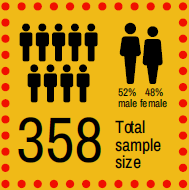 52% 48%
male female
358 Total
sample
size